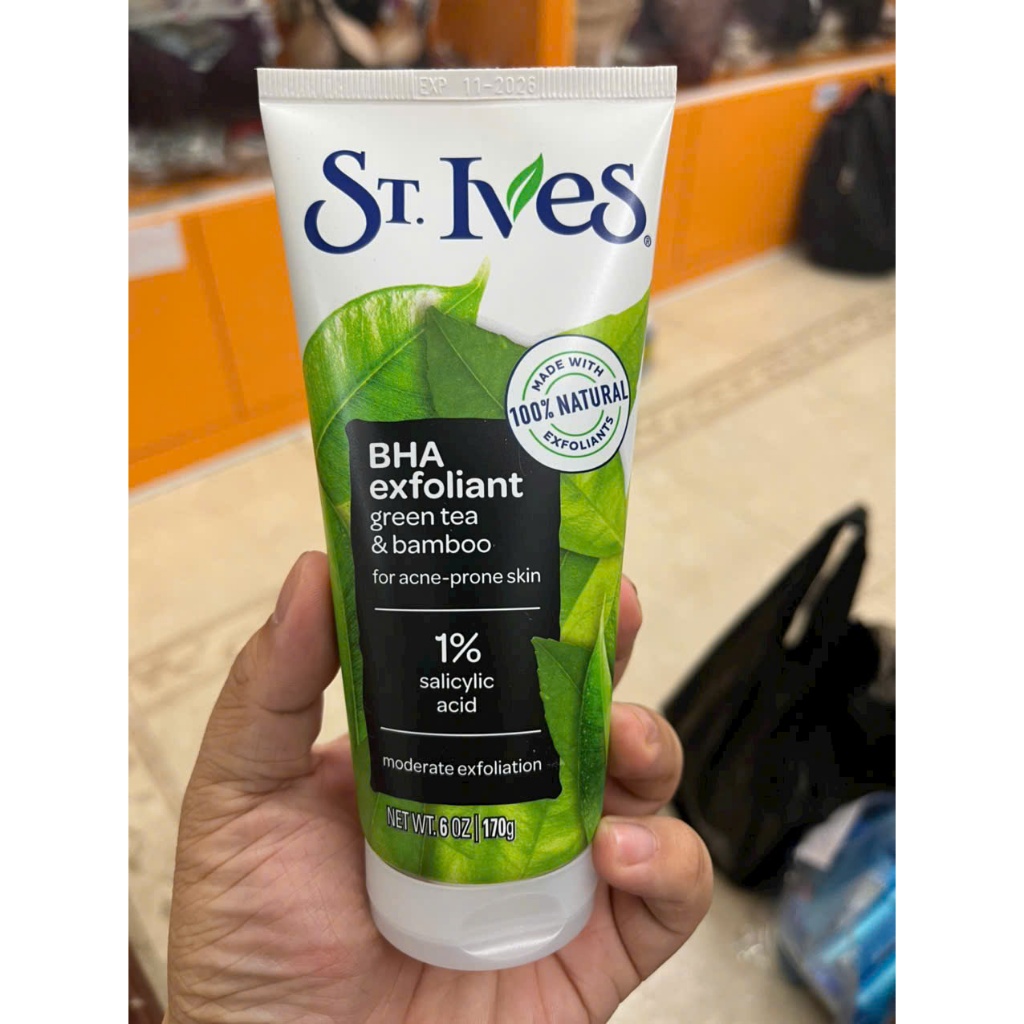 EXP 11-2026
ST. Ives®
MADE WITH
100% NATURAL
EXFOLIANTS
BHA
exfoliant
green tea
& bamboo
for acne-prone skin
1%
salicylic
acid
moderate exfoliation
NET WT. 6 OZ | 170g